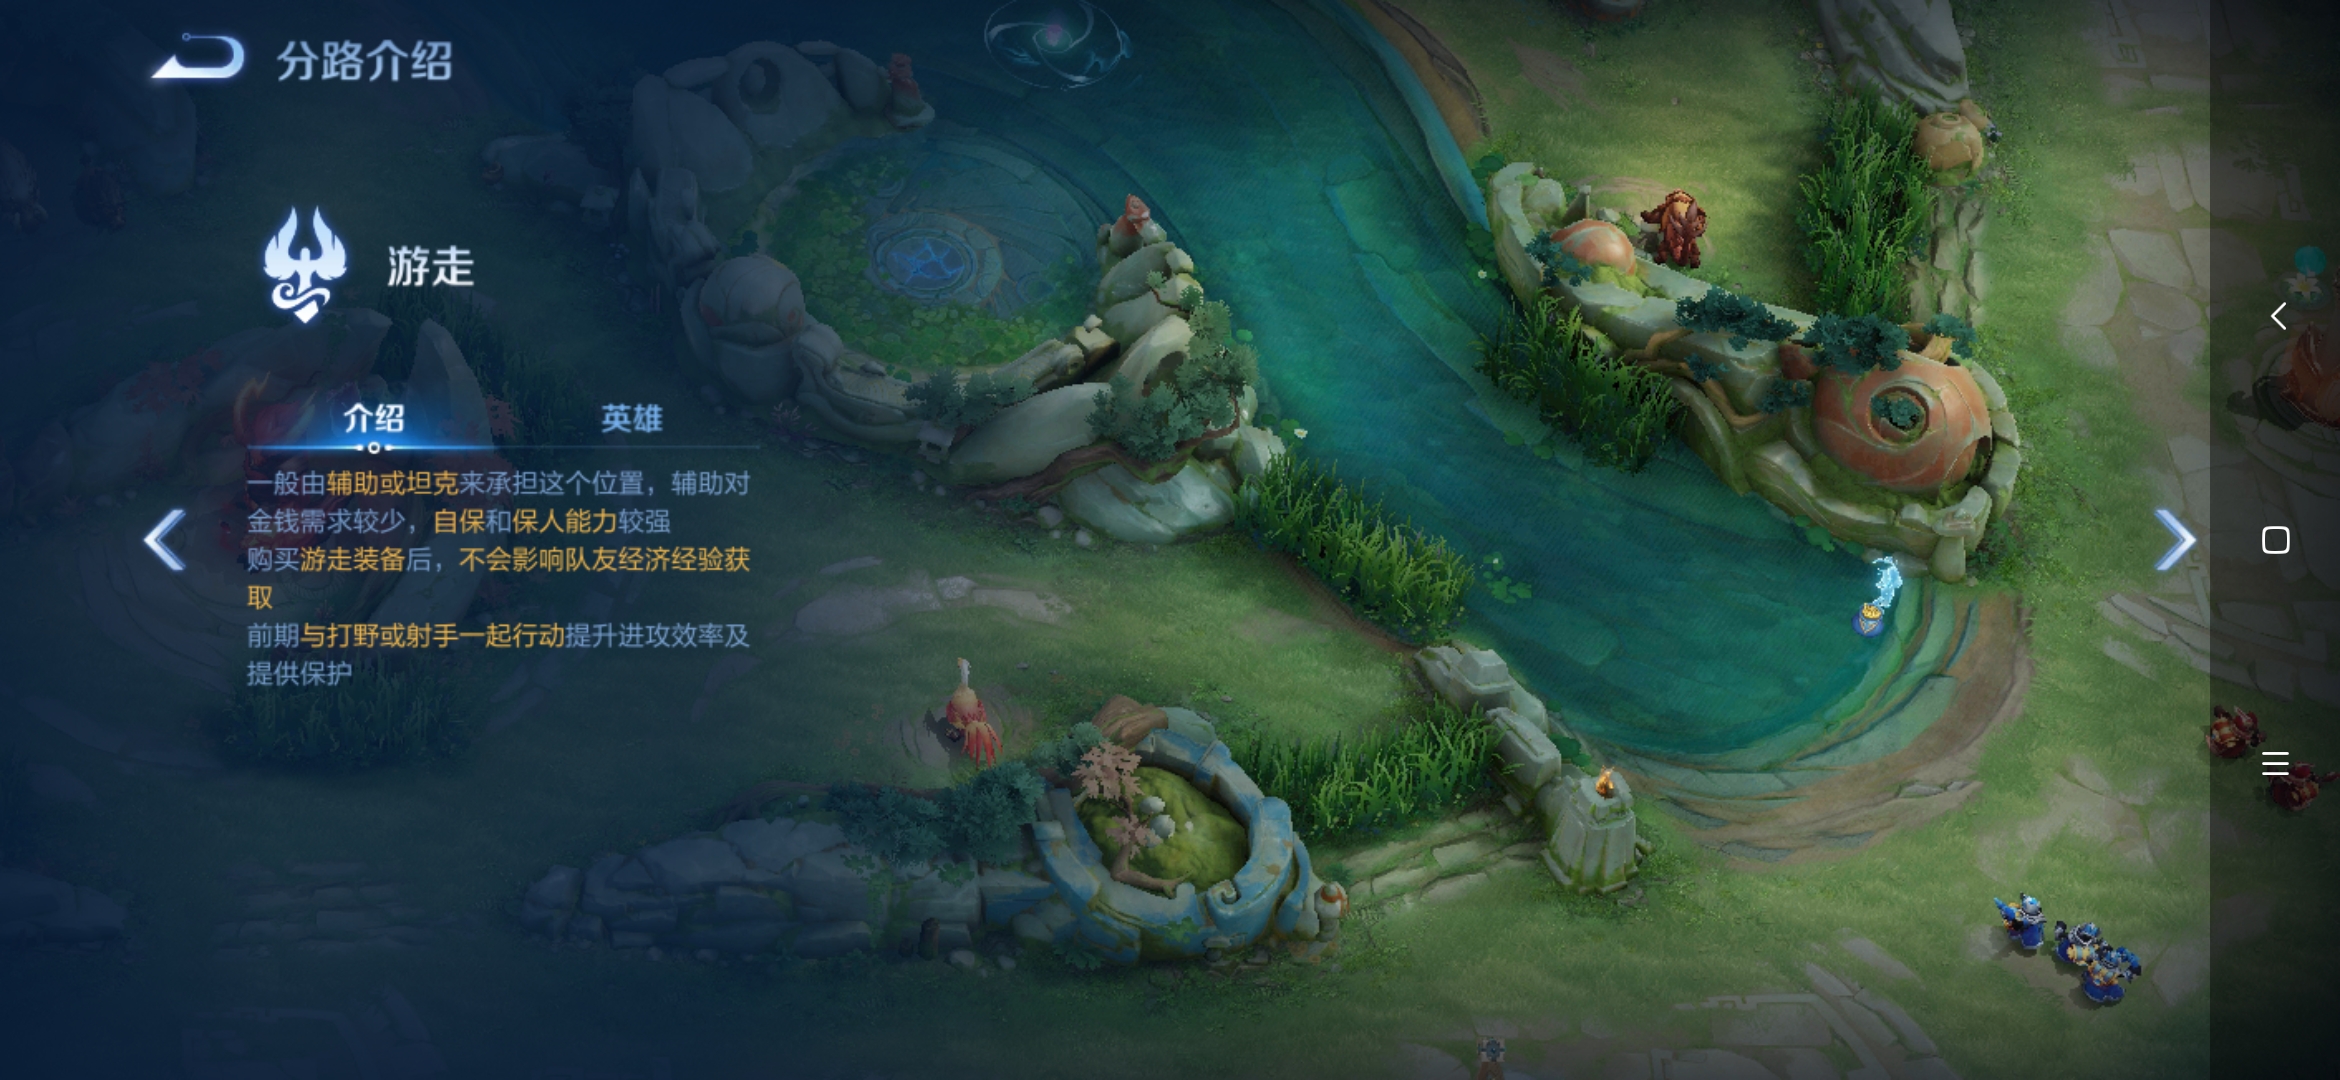 分路介绍
游走
介绍
英雄
一般由辅助或坦克来承担这个位置，辅助对
金钱需求较少，自保和保人能力较强
购买游走装备后，不会影响队友经济经验获
取
前期与打野或射手一起行动提升进攻效率及
提供保护